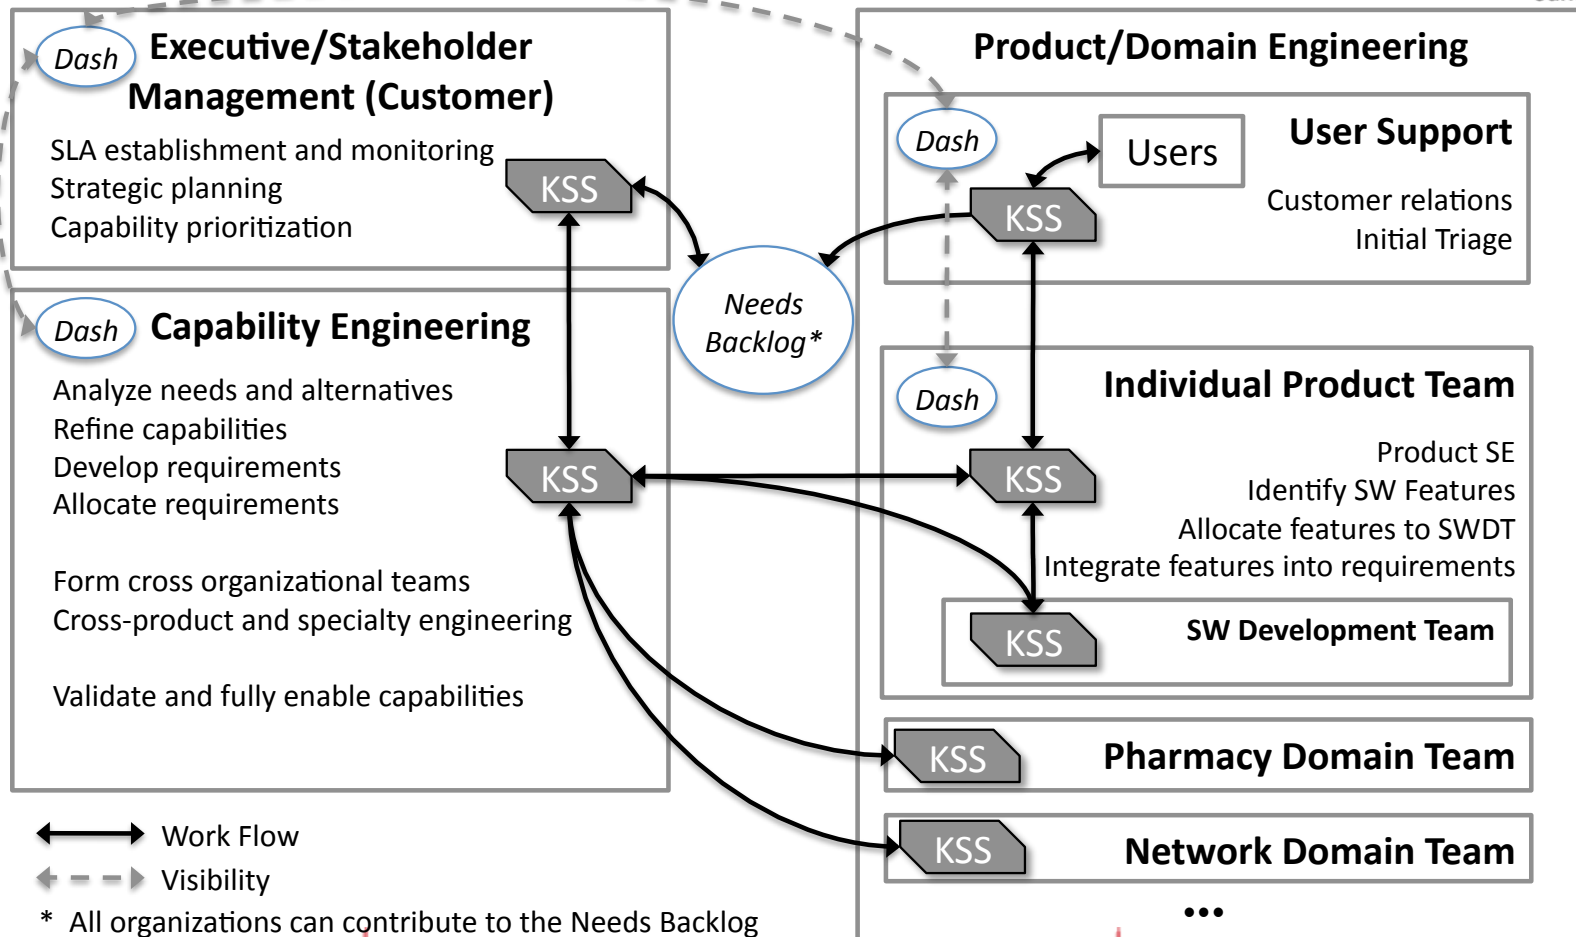 Dash
Executive/Stakeholder
Management (Customer)
SLA establishment and monitoring
Strategic planning
Capability prioritization
KSS
Dash
Capability Engineering
Analyze needs and alternatives
Refine capabilities
Develop requirements
Allocate requirements
KSS
Form cross organizational teams
Cross-product and specialty engineering
Validate and fully enable capabilities
Needs
Backlog*
Product/Domain Engineering
Dash
Users
User Support
KSS
Customer relations
Initial Triage
Dash
Individual Product Team
KSS
Product SE
Identify SW Features
Allocate features to SWDT
Integrate features into requirements
KSS
SW Development Team
KSS
Pharmacy Domain Team
KSS
Network Domain Team
•••
Work Flow
Visibility
* All organizations can contribute to the Needs Backlog